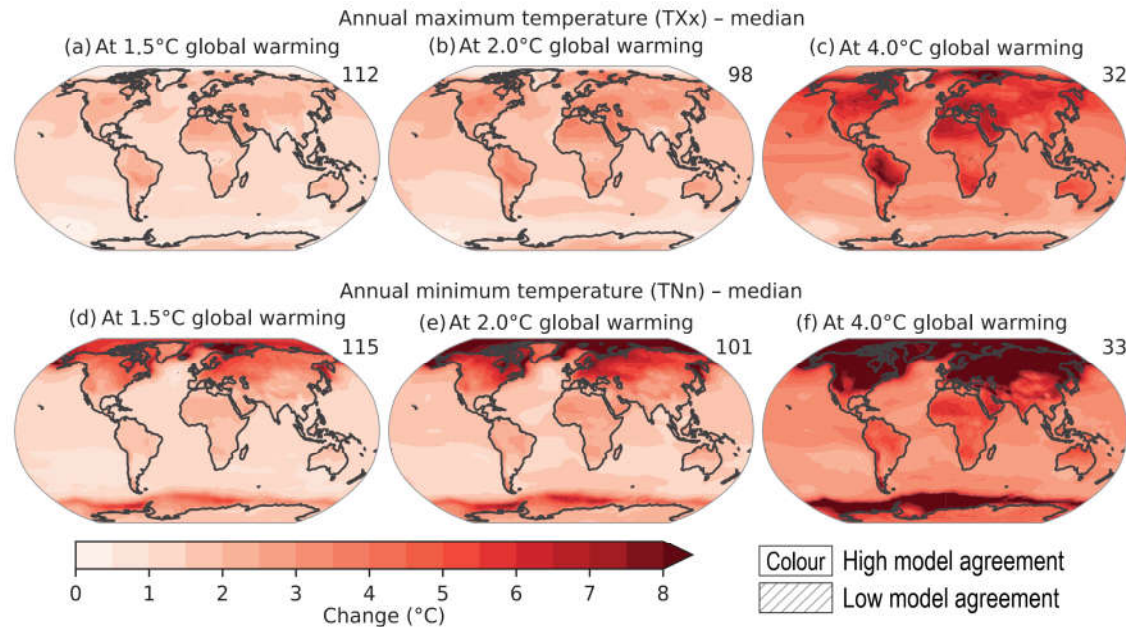 Annual maximum temperature (TXx) – median
(a) At 1.5°C global warming
(b) At 2.0°C global warming
(c) At 4.0°C global warming
112
98
32
Annual minimum temperature (TNn) – median
(d) At 1.5°C global warming
(e) At 2.0°C global warming
(f) At 4.0°C global warming
115
101
33
0 1 2 3 4 5 6 7 8
Change (°C)
Colour High model agreement
Low model agreement